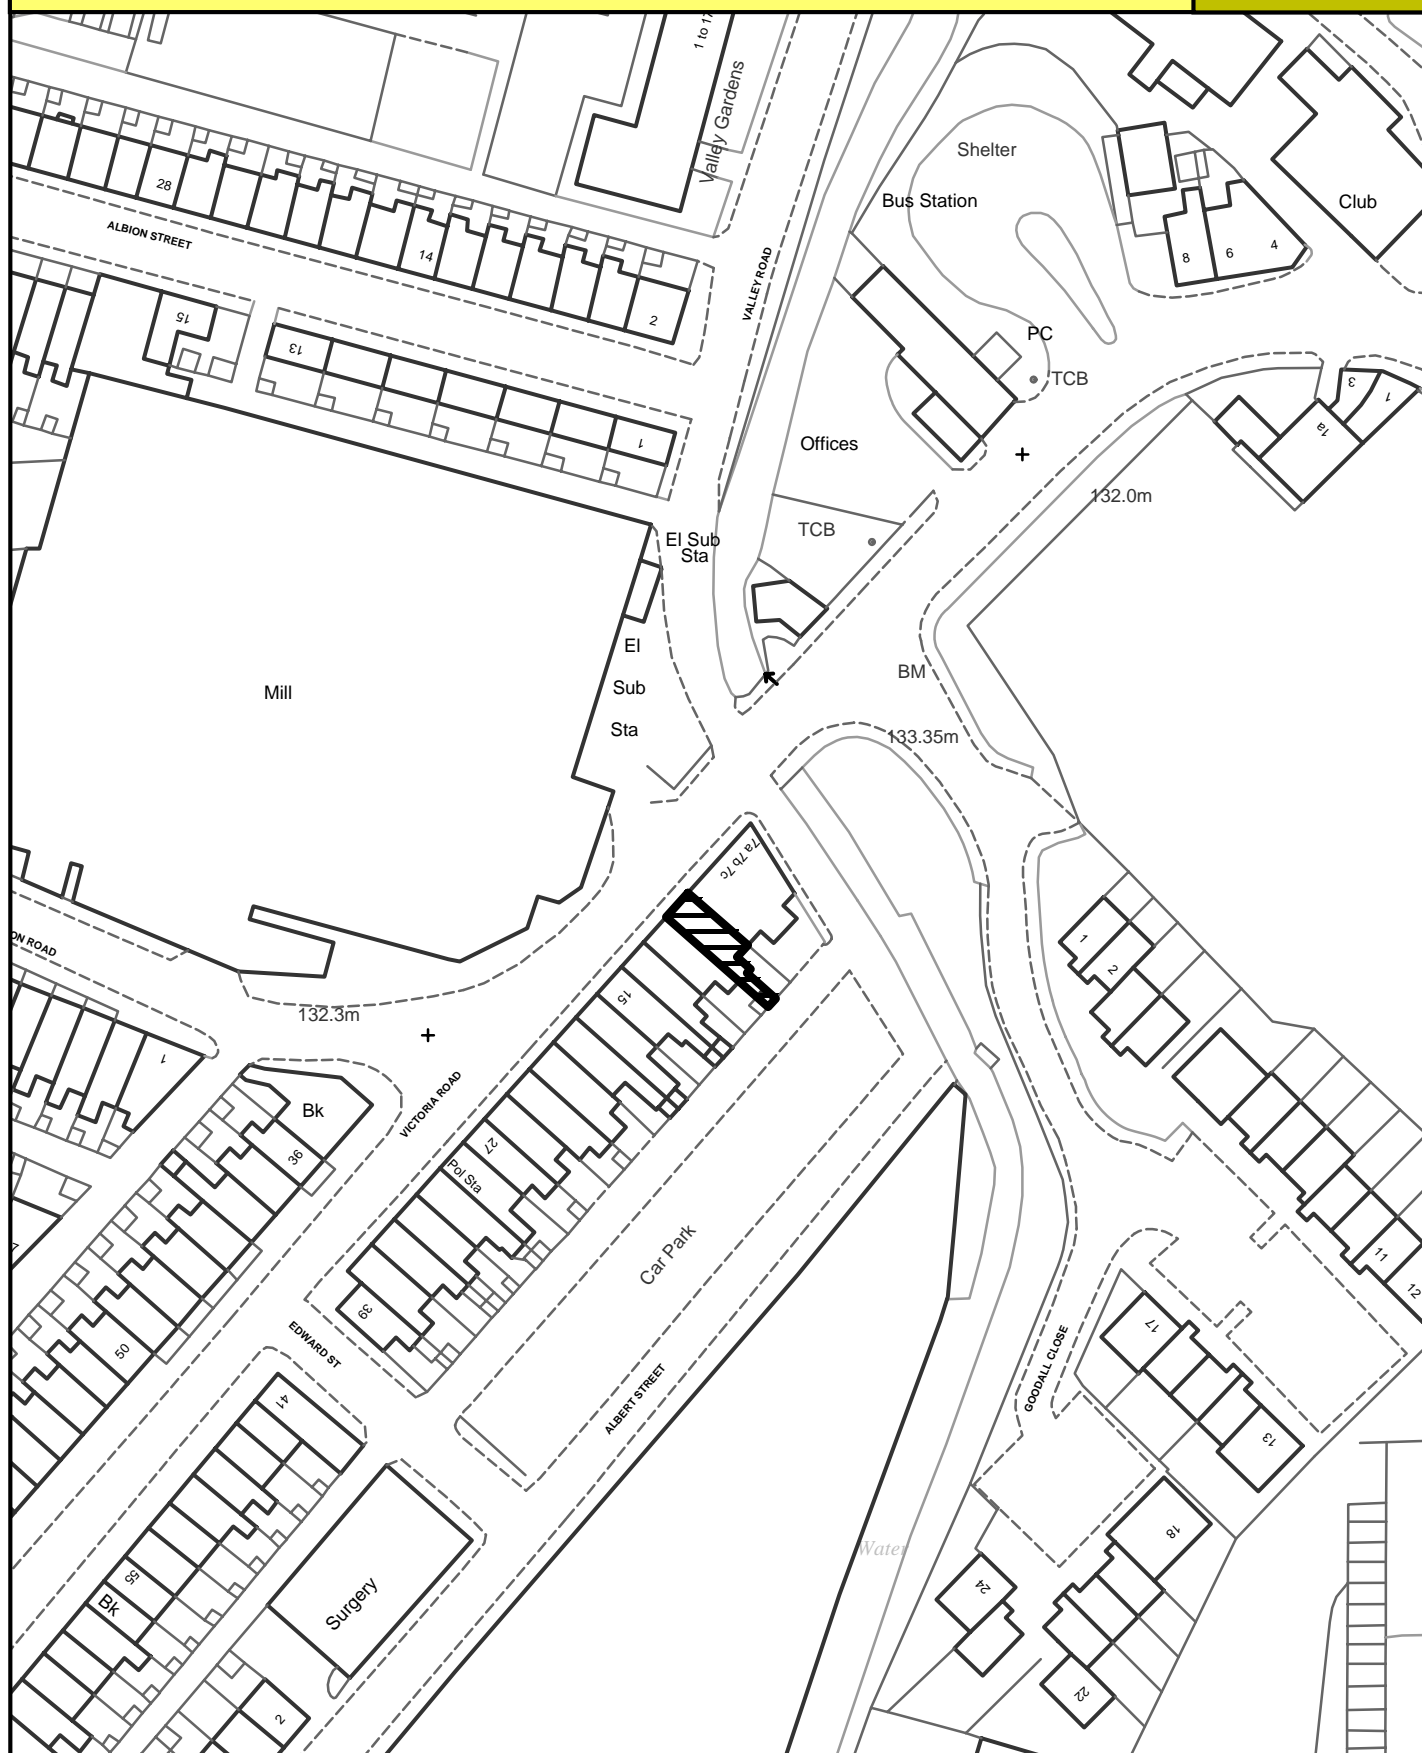 1 to 17
Valley Gardens
Shelter
Bus Station
Club
28
ALBION STREET
14
2
VALLEY ROAD
8
6
4
15
13
1
PC
TCB
3
1
1a
Offices
132.0m
TCB
El Sub
Sta
El
Sub
Sta
Mill
BM
133.35m
7a 7b 7c
ON ROAD
132.3m
15
1
2
1
Bk
36
VICTORIA ROAD
27
Pol Sta
Car Park
39
EDWARD ST
50
41
ALBERT STREET
GOODALL CLOSE
11
12
17
13
18
24
22
Water
55
Bk
Surgery
2